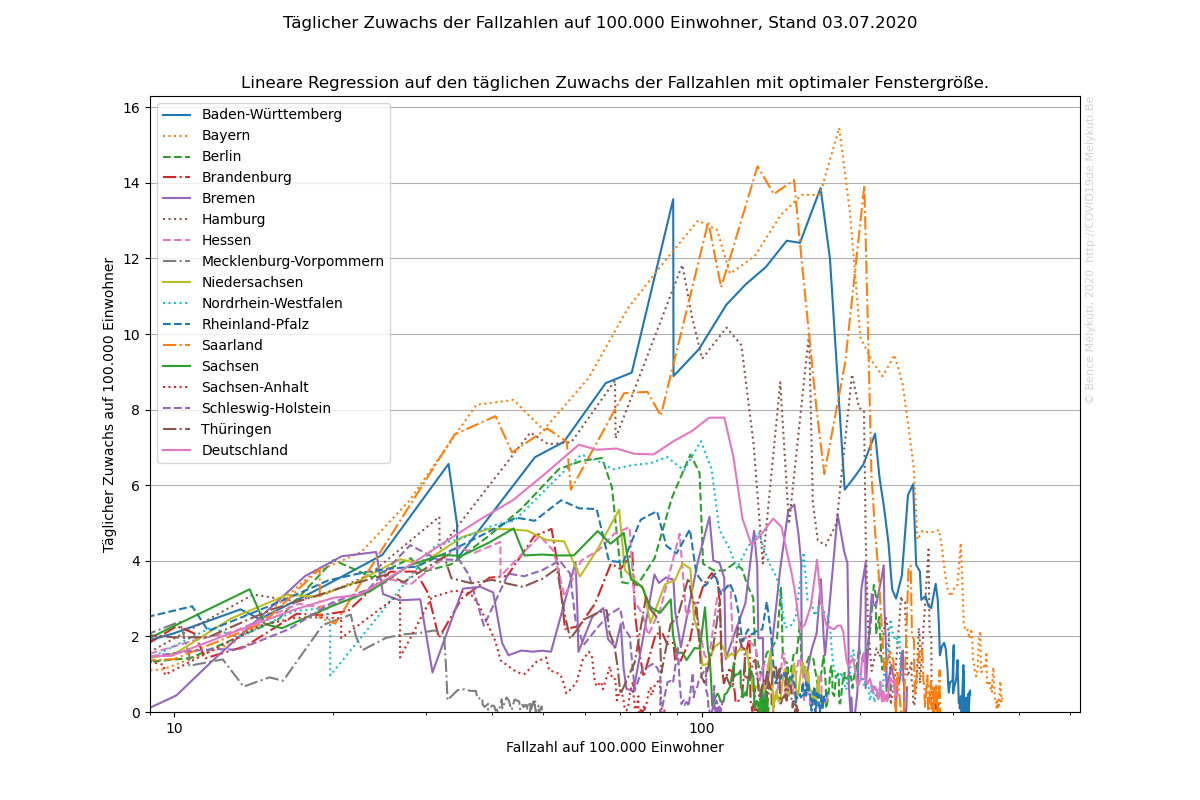 Täglicher Zuwachs der Fallzahlen auf 100.000 Einwohner, Stand 03.07.2020
Lineare Regression auf den täglichen Zuwachs der Fallzahlen mit optimaler Fenstergröße.
16
14
12
10
8
6
4
2
0
Täglicher Zuwachs auf 100.000 Einwohner
Baden-Württemberg
Bayern
Berlin
Brandenburg
Bremen
Hamburg
Hessen
Mecklenburg-Vorpommern
Niedersachsen
Nordrhein-Westfalen
Rheinland-Pfalz
Saarland
Sachsen
Sachsen-Anhalt
Schleswig-Holstein
Thüringen
Deutschland
10
100
Fallzahl auf 100.000 Einwohner
© Bence Mélykúti, 2020. http://COVID19de.Melykuti.Be